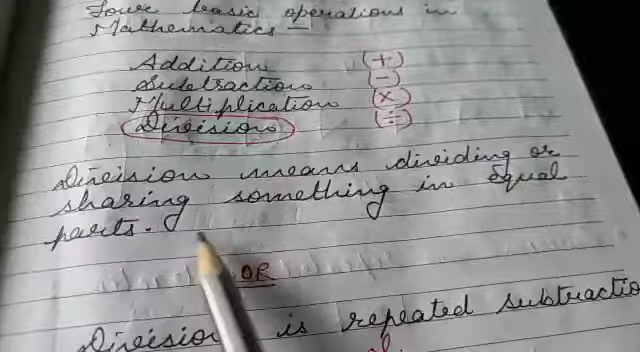 Four basic operations in
Mathematics -
Addition (+)
Subtraction (-)
Multiplication (×)
Division (÷)
Division means dividing or
sharing something in equal
parts.
OR
Division is repeated subtractio
of